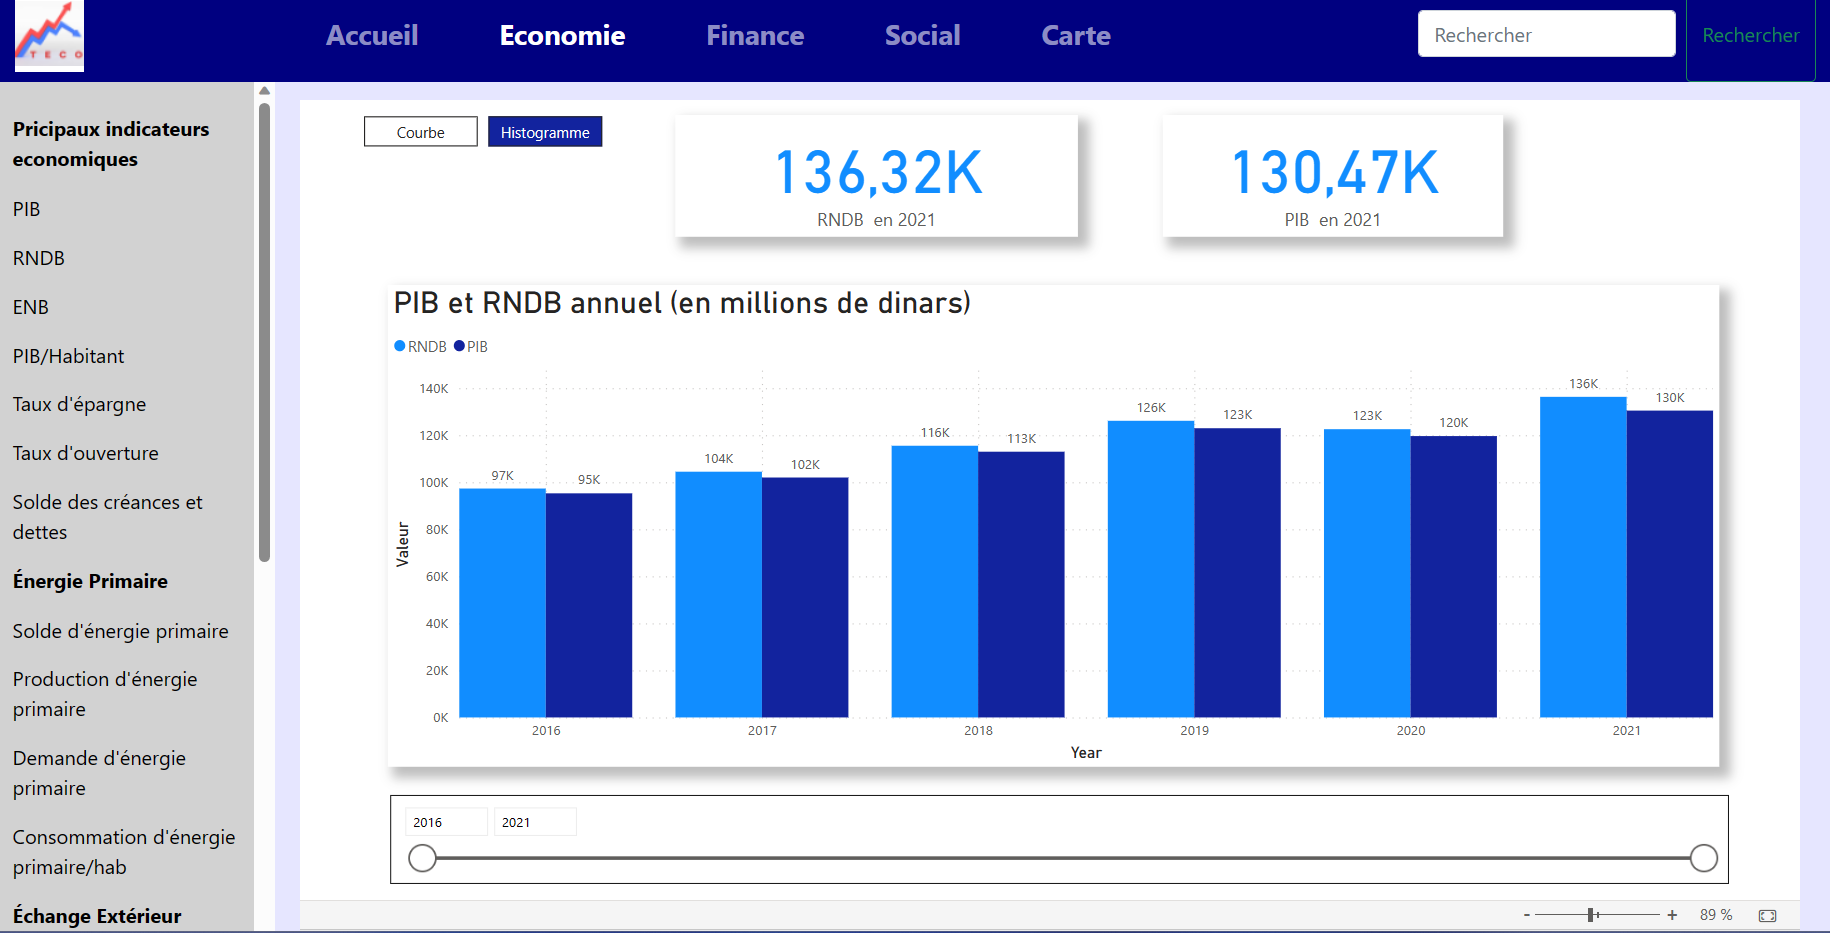 TECO
Accueil
Economie
Finance
Social
Carte
Rechercher
Rechercher
Pricipaux indicateurs
economiques
PIB
RNDB
ENB
PIB/Habitant
Taux d'épargne
Taux d'ouverture
Solde des créances et
dettes
Énergie Primaire
Solde d'énergie primaire
Production d'énergie
primaire
Demande d'énergie
primaire
Consommation d'énergie
primaire/hab
Échange Extérieur
Courbe
Histogramme
136,32K
RNDB en 2021
130,47K
PIB en 2021
PIB et RNDB annuel (en millions de dinars)
RNDB PIB
Valeur
140K
120K
100K
80K
60K
40K
20K
0K
97K
95K
104K
102K
116K
113K
126K
123K
123K
120K
136K
130K
2016
2017
2018
2019
2020
2021
Year
2016
2021
- + 89 %